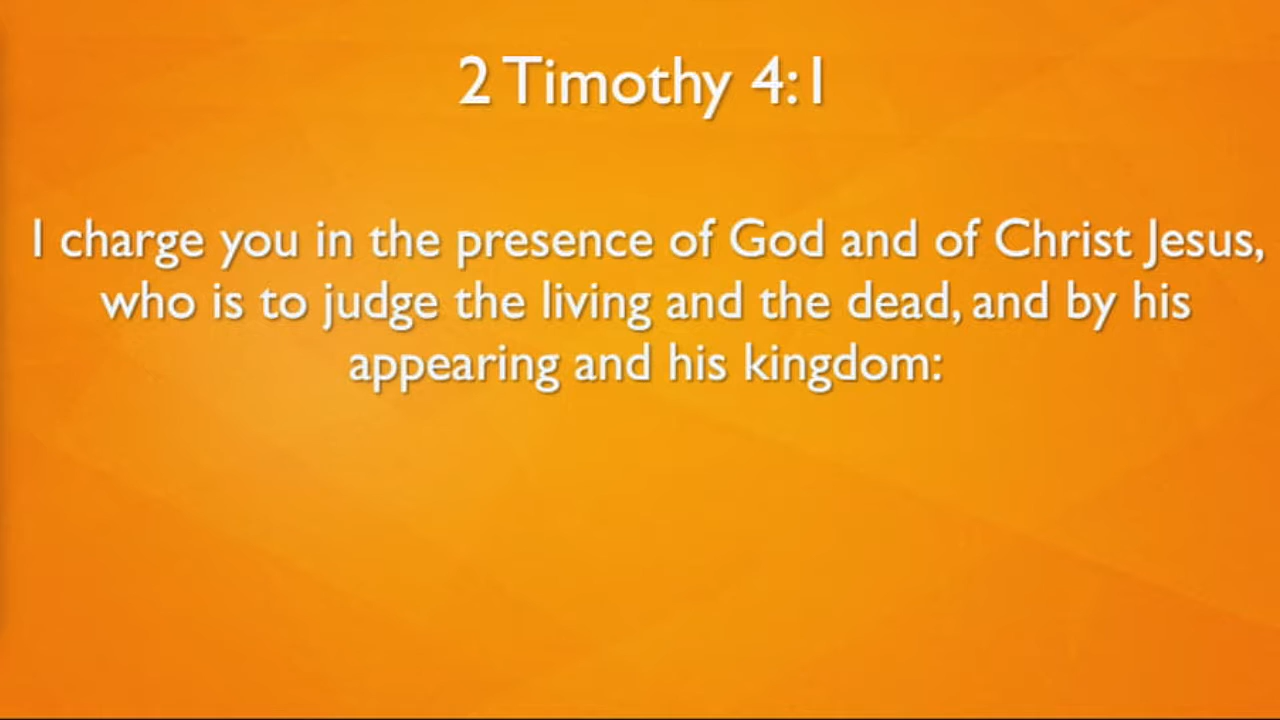 2 Timothy 4:1
I charge you in the presence of God and of Christ Jesus,
who is to judge the living and the dead, and by his
appearing and his kingdom: